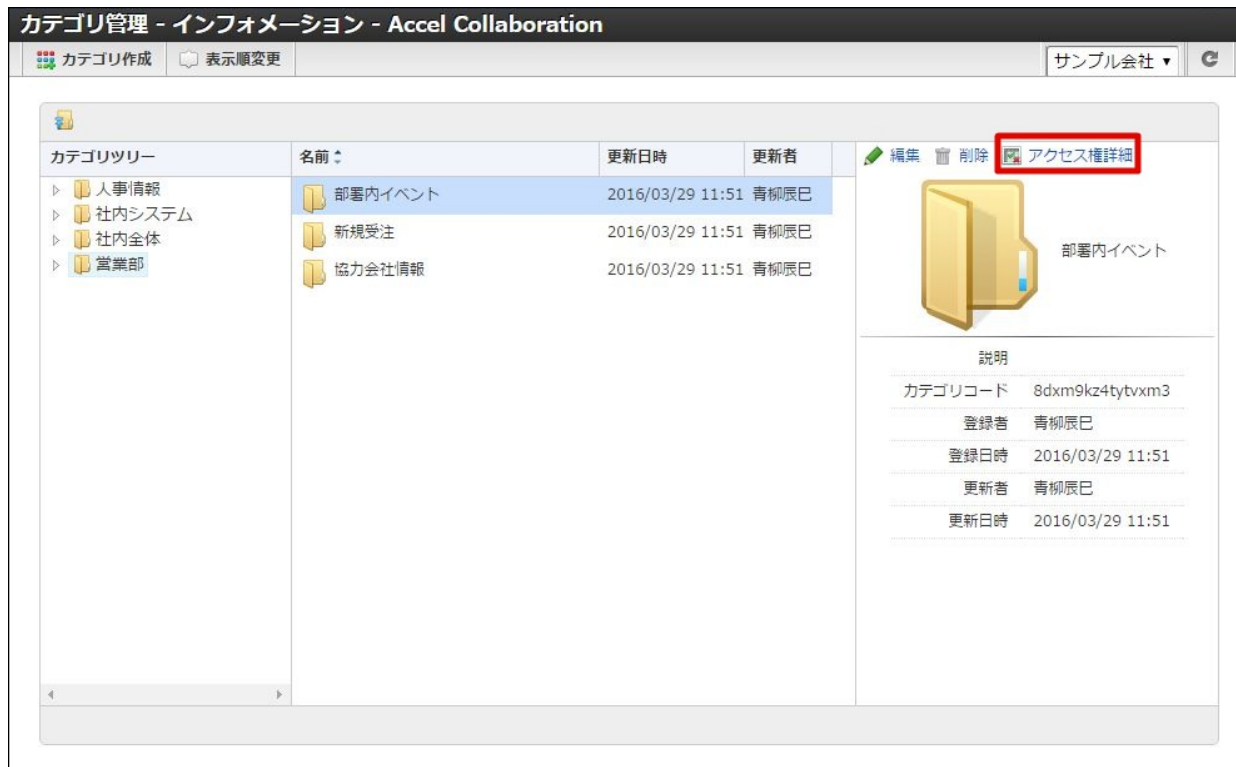 カテゴリ管理 - インフォメーション - Accel Collaboration
カテゴリ作成 表示順変更 サンプル会社
カテゴリツリー 名前 更新日時 更新者 編集 削除 アクセス権詳細
人事情報
社内システム
社内全体
営業部
部署内イベント 2016/03/29 11:51 青柳辰巳
新規受注 2016/03/29 11:51 青柳辰巳
協力会社情報 2016/03/29 11:51 青柳辰巳
部署内イベント
説明
カテゴリコード 8dxm9kz4tytvxm3
登録者 青柳辰巳
登録日時 2016/03/29 11:51
更新者 青柳辰巳
更新日時 2016/03/29 11:51